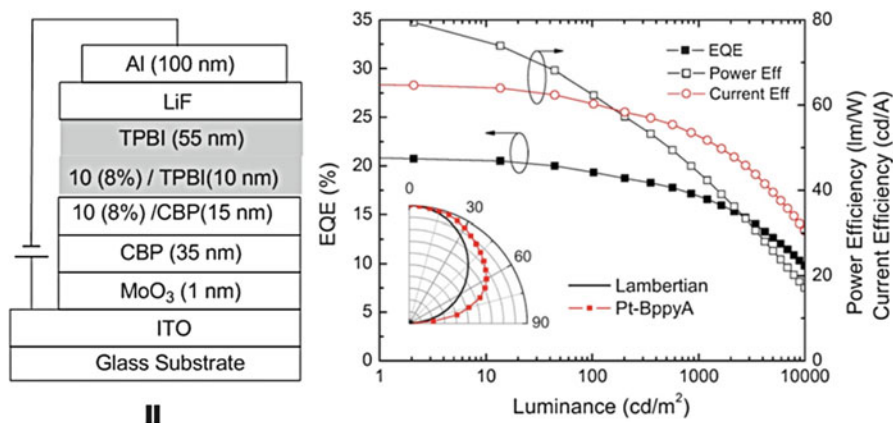 Al (100 nm)
LiF
TPBI (55 nm)
10 (8%) / TPBI(10 nm)
10 (8%) /CBP(15 nm)
CBP (35 nm)
MoO₃ (1 nm)
ITO
Glass Substrate
II
35
30
25
20
15
10
5
0
EQE (%)
EQE
Power Eff
Current Eff
0
30
60
90
Lambertian
Pt-BppyA
80
60
40
20
0
Power Efficiency (lm/W)
Current Efficiency (cd/A)
1
10
100
1000
10000
Luminance (cd/m²)